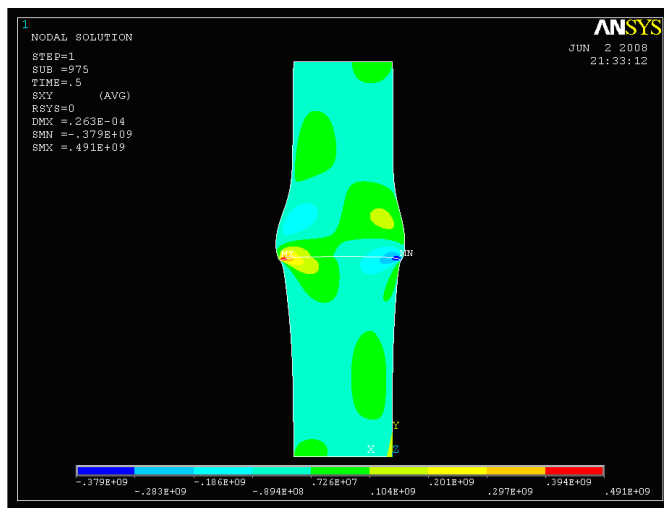 1
NODAL SOLUTION
STEP=1
SUB =975
TIME=.5
SXY (AVG)
RSYS=0
DMX =.263E-04
SMN =-.379E+09
SMX =.491E+09
ANSYS
JUN 2 2008
21:33:12
MX
MN
Y
X Z
-.379E+09 -.186E+09 .726E+07 .201E+09 .394E+09
-.283E+09 -.894E+08 .104E+09 .297E+09 .491E+09